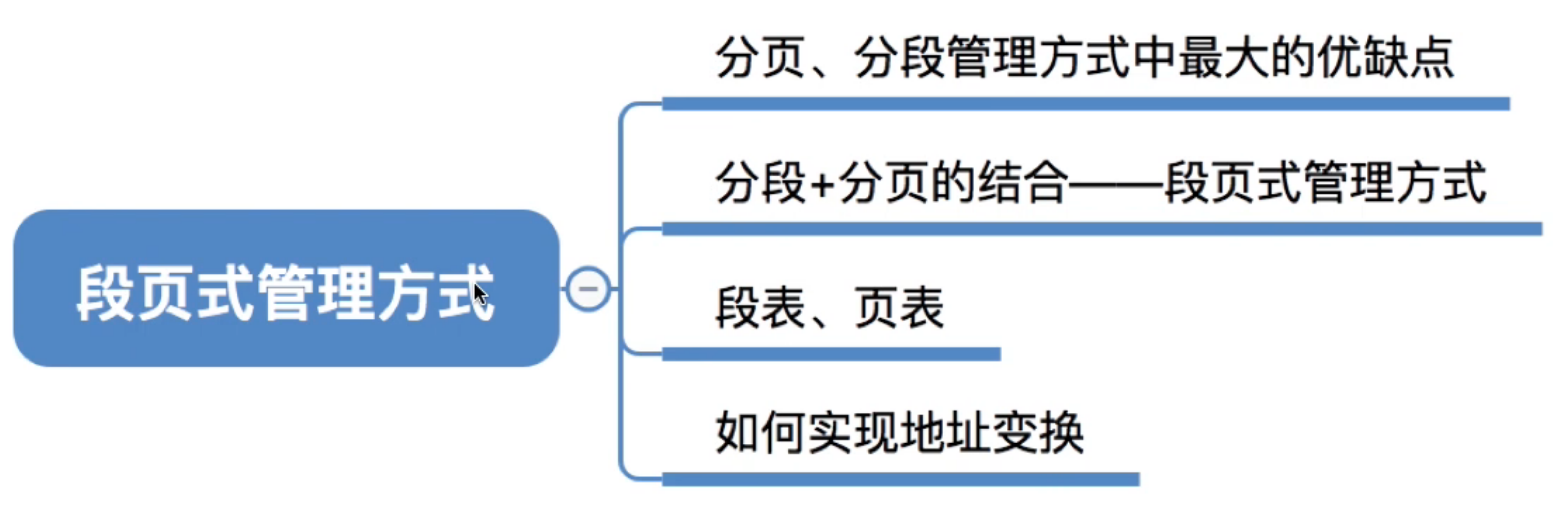 分页、分段管理方式中最大的优缺点
分段+分页的结合——段页式管理方式
段页式管理方式
段表、页表
如何实现地址变换